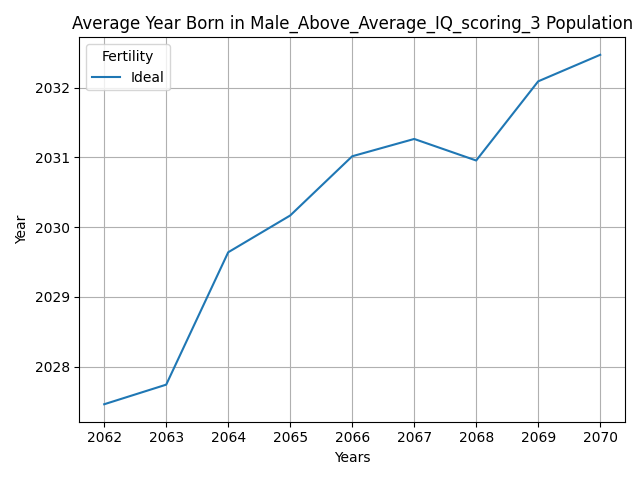 Average Year Born in Male_Above_Average_IQ_scoring_3 Population
Fertility
Ideal
2032
2031
2030
2029
2028
Year
2062 2063 2064 2065 2066 2067 2068 2069 2070
Years